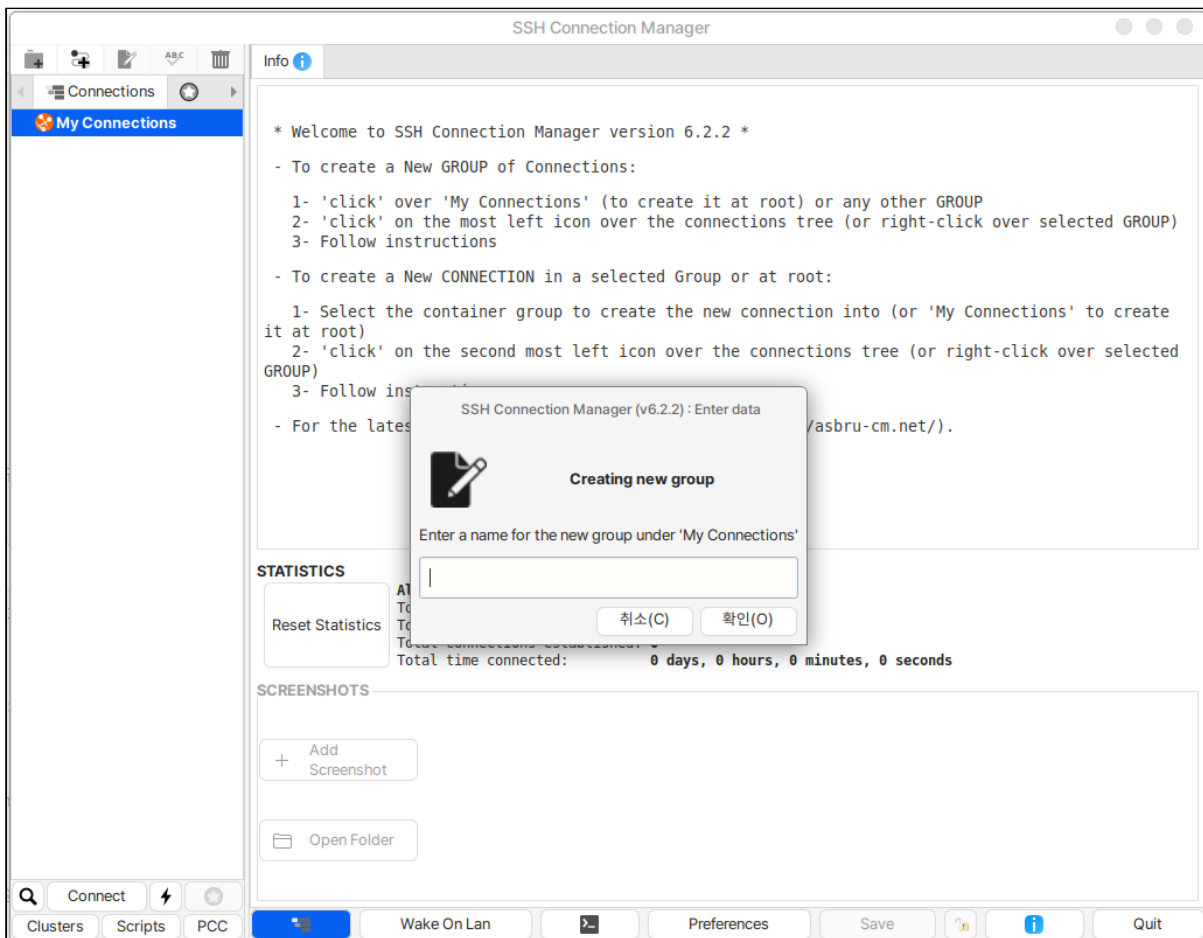 SSH Connection Manager
ABC
Info
Connections
My Connections
* Welcome to SSH Connection Manager version 6.2.2 *
- To create a New GROUP of Connections:
1- 'click' over 'My Connections' (to create it at root) or any other GROUP
2- 'click' on the most left icon over the connections tree (or right-click over selected GROUP)
3- Follow instructions
- To create a New CONNECTION in a selected Group or at root:
1- Select the container group to create the new connection into (or 'My Connections' to create
it at root)
2- 'click' on the second most left icon over the connections tree (or right-click over selected
GROUP)
3- Follow
- For the
/asbru-cm.net/).
SSH Connection Manager (v6.2.2) : Enter data
Creating new group
Enter a name for the new group under 'My Connections'
취소(C)
확인(O)
STATISTICS
Reset Statistics
Total connections established: 0
Total time connected: 0 days, 0 hours, 0 minutes, 0 seconds
SCREENSHOTS
Add
Screenshot
Open Folder
Connect
Clusters
Scripts
PCC
Wake On Lan
Preferences
Save
Quit